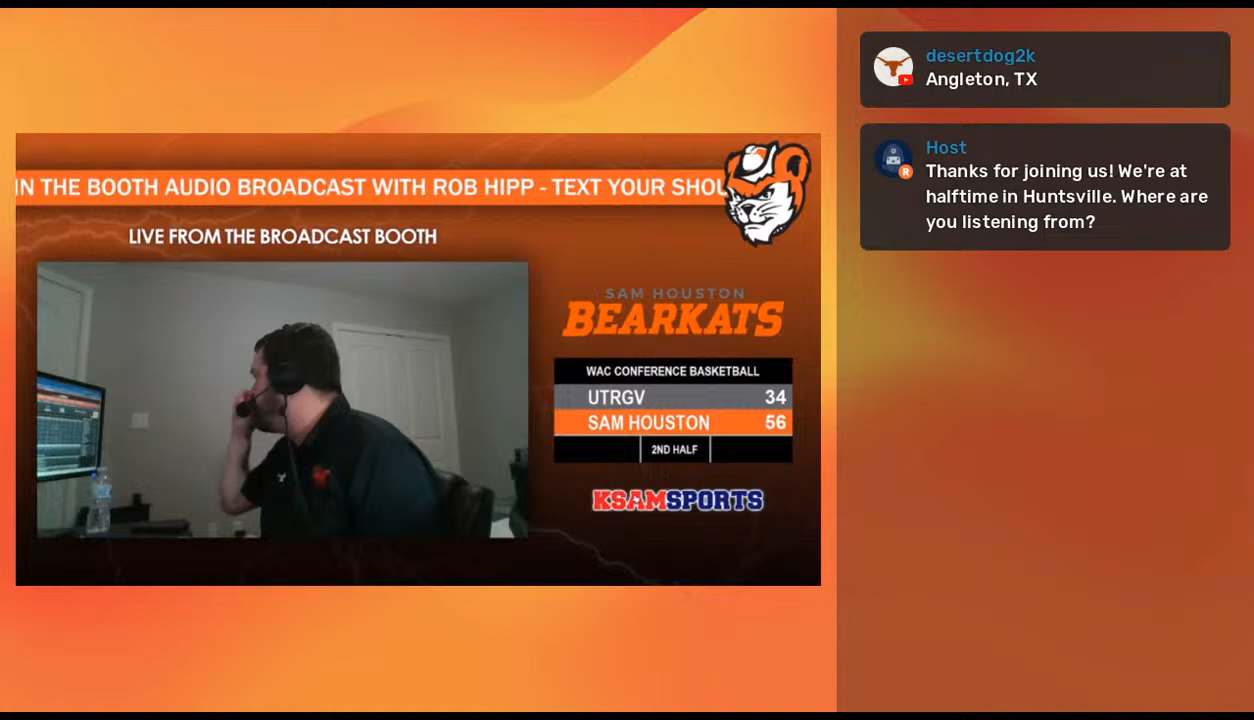 IN THE BOOTH AUDIO BROADCAST WITH ROB HIPP - TEXT YOUR SHOU
LIVE FROM THE BROADCAST BOOTH
SAM HOUSTON
BEARKATS
WAC CONFERENCE BASKETBALL
UTRGV 34
SAM HOUSTON 56
2ND HALF
KSAMSPORTS
desertdog2k
Angleton, TX
Host
Thanks for joining us! We're at
halftime in Huntsville. Where are
you listening from?